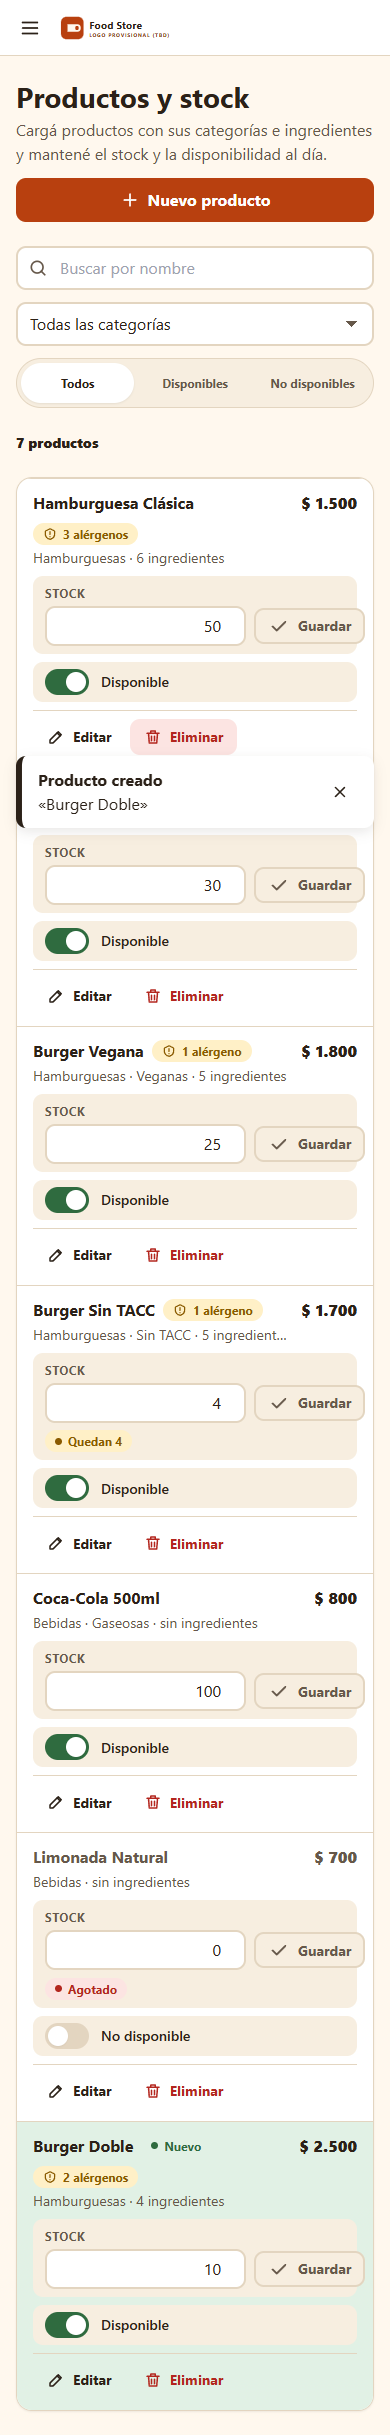 Food Store
LOGO PROVISIONAL (TBD)
Productos y stock
Cargá productos con sus categorías e ingredientes
y mantené el stock y la disponibilidad al día.
Nuevo producto
Buscar por nombre
Todas las categorías
Todos Disponibles No disponibles
7 productos
Hamburguesa Clásica $ 1.500
3 alérgenos
Hamburguesas · 6 ingredientes
STOCK
50 Guardar
Disponible
Editar Eliminar
Producto creado
«Burger Doble»
STOCK
30 Guardar
Disponible
Editar Eliminar
Burger Vegana 1 alérgeno $ 1.800
Hamburguesas · Veganas · 5 ingredientes
STOCK
25 Guardar
Disponible
Editar Eliminar
Burger Sin TACC 1 alérgeno $ 1.700
Hamburguesas · Sin TACC · 5 ingredient...
STOCK
4 Guardar
Quedan 4
Disponible
Editar Eliminar
Coca-Cola 500ml $ 800
Bebidas · Gaseosas · sin ingredientes
STOCK
100 Guardar
Disponible
Editar Eliminar
Limonada Natural $ 700
Bebidas · sin ingredientes
STOCK
0 Guardar
Agotado
No disponible
Editar Eliminar
Burger Doble Nuevo $ 2.500
2 alérgenos
Hamburguesas · 4 ingredientes
STOCK
10 Guardar
Disponible
Editar Eliminar